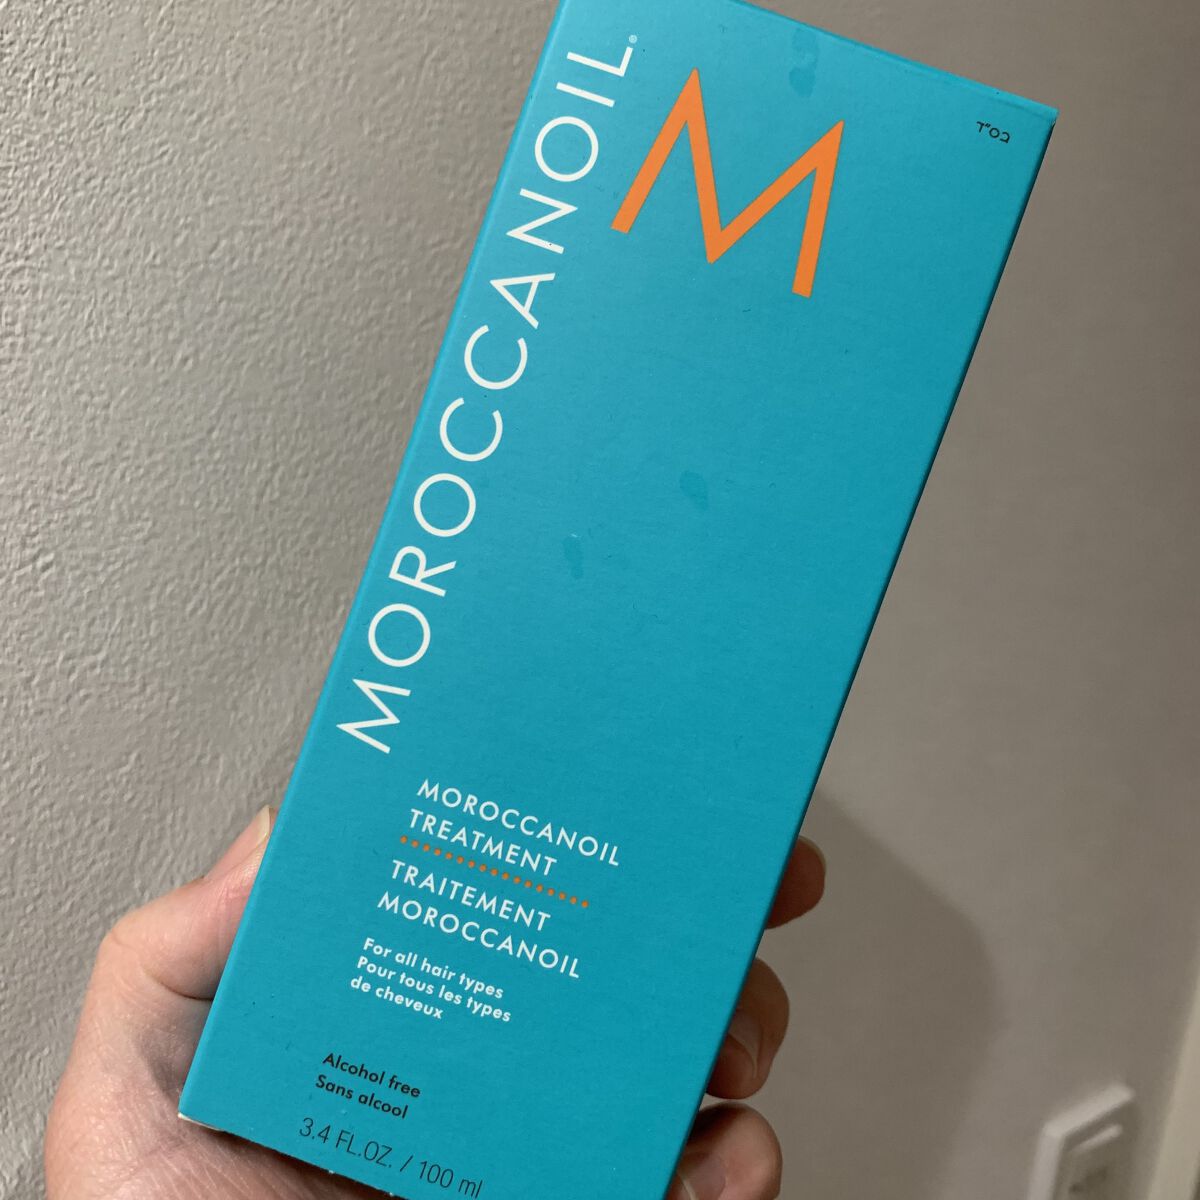 MOROCCANOIL®
M
בס"ד
MOROCCANOIL
TREATMENT
TRAITEMENT
MOROCCANOIL
For all hair types
Pour tous les types
de cheveux
Alcohol free
Sans alcool
3.4 FL.OZ. / 100 ml